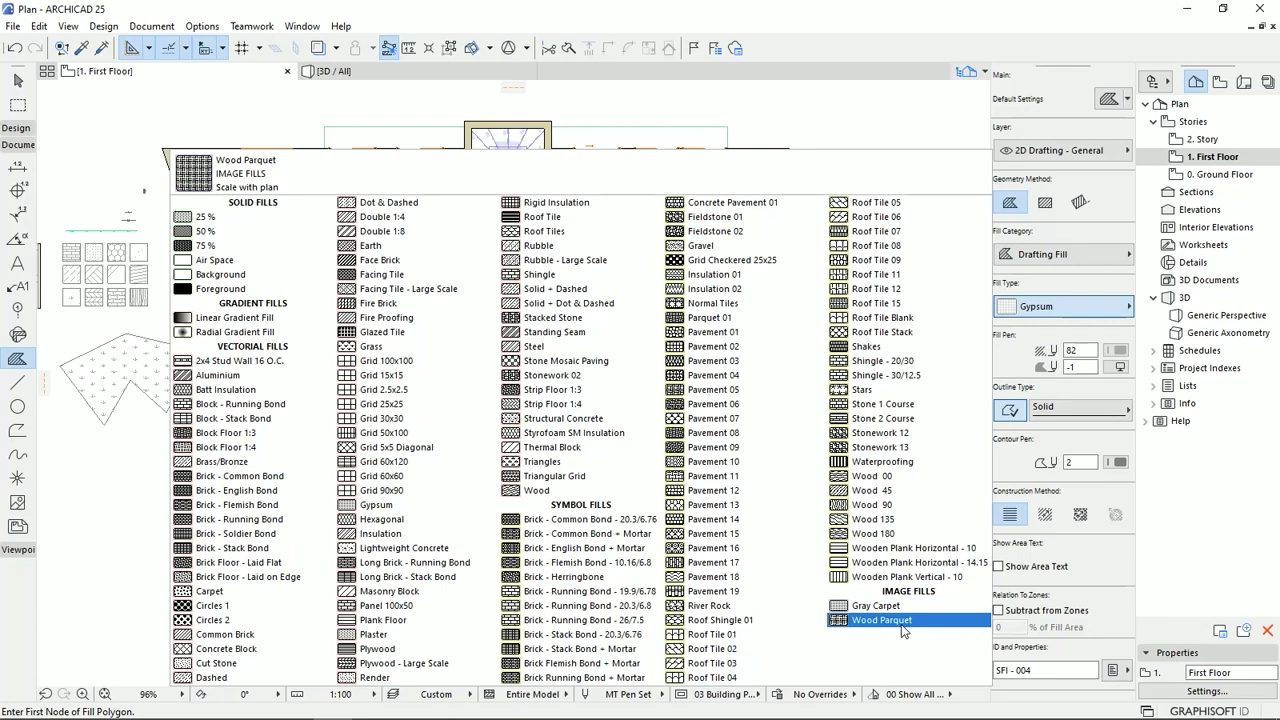 Plan - ARCHICAD 25
File Edit View Design Document Options Teamwork Window Help
[1. First Floor]
[3D / All]
Design
Docume
Viewpoi
Wood Parquet
IMAGE FILLS
Scale with plan
SOLID FILLS
25 %
50 %
75 %
Air Space
Background
Foreground
GRADIENT FILLS
Linear Gradient Fill
Radial Gradient Fill
VECTORIAL FILLS
2x4 Stud Wall 16 O.C.
Aluminium
Batt Insulation
Block - Running Bond
Block - Stack Bond
Block Floor 1:3
Block Floor 1:4
Brass/Bronze
Brick - Common Bond
Brick - English Bond
Brick - Flemish Bond
Brick - Running Bond
Brick - Soldier Bond
Brick - Stack Bond
Brick Floor - Laid Flat
Brick Floor - Laid on Edge
Carpet
Circles 1
Circles 2
Common Brick
Concrete Block
Cut Stone
Dashed
Dot & Dashed
Double 1:4
Double 1:8
Earth
Face Brick
Facing Tile
Facing Tile - Large Scale
Fire Brick
Fire Proofing
Glazed Tile
Grass
Grid 100x100
Grid 15x15
Grid 2.5x2.5
Grid 25x25
Grid 30x30
Grid 50x100
Grid 5x5 Diagonal
Grid 60x120
Grid 60x60
Grid 90x90
Gypsum
Hexagonal
Insulation
Lightweight Concrete
Long Brick - Running Bond
Long Brick - Stack Bond
Masonry Block
Panel 100x50
Plank Floor
Plaster
Plywood
Plywood - Large Scale
Render
Rigid Insulation
Roof Tile
Roof Tiles
Rubble
Rubble - Large Scale
Shingle
Solid + Dashed
Solid + Dot & Dashed
Stacked Stone
Standing Seam
Steel
Stone Mosaic Paving
Stonework 02
Strip Floor 1:3
Strip Floor 1:4
Structural Concrete
Styrofoam SM Insulation
Thermal Block
Triangles
Triangular Grid
Wood
SYMBOL FILLS
Brick - Common Bond - 20.3/6.76
Brick - Common Bond + Mortar
Brick - English Bond + Mortar
Brick - Flemish Bond - 10.16/6.8
Brick - Herringbone
Brick - Running Bond - 19.9/6.78
Brick - Running Bond - 20.3/6.8
Brick - Running Bond - 26/7.5
Brick - Stack Bond - 20.3/6.76
Brick - Stack Bond + Mortar
Brick Flemish Bond + Mortar
Brick Running Bond + Mortar
Concrete Pavement 01
Fieldstone 01
Fieldstone 02
Gravel
Grid Checkered 25x25
Insulation 01
Insulation 02
Normal Tiles
Parquet 01
Pavement 01
Pavement 02
Pavement 03
Pavement 04
Pavement 05
Pavement 06
Pavement 07
Pavement 08
Pavement 09
Pavement 10
Pavement 11
Pavement 12
Pavement 13
Pavement 14
Pavement 15
Pavement 16
Pavement 17
Pavement 18
Pavement 19
River Rock
Roof Shingle 01
Roof Tile 01
Roof Tile 02
Roof Tile 03
Roof Tile 04
Roof Tile 05
Roof Tile 06
Roof Tile 07
Roof Tile 08
Roof Tile 09
Roof Tile 11
Roof Tile 12
Roof Tile 15
Roof Tile Blank
Roof Tile Stack
Shakes
Shingle - 20/30
Shingle - 30/12.5
Stars
Stone 1 Course
Stone 2 Course
Stonework 12
Stonework 13
Waterproofing
Wood 00
Wood 45
Wood 90
Wood 135
Wood 180
Wooden Plank Horizontal - 10
Wooden Plank Horizontal - 14.15
Wooden Plank Vertical - 10
IMAGE FILLS
Gray Carpet
Wood Parquet
Main:
Default Settings
Layer:
2D Drafting - General
Geometry Method:
Fill Category:
Drafting Fill
Fill Type:
Gypsum
Fill Pen:
82
-1
Outline Type:
Solid
Contour Pen:
2
Construction Method:
Show Area Text:
Show Area Text
Relation To Zones:
Subtract from Zones
0 % of Fill Area
ID and Properties:
SFI - 004
Plan
Stories
2. Story
1. First Floor
0. Ground Floor
Sections
Elevations
Interior Elevations
Worksheets
Details
3D Documents
3D
Generic Perspective
Generic Axonometry
Schedules
Project Indexes
Lists
Info
Help
Properties
1. First Floor
Settings...
96% 0° 1:100 Custom Entire Model MT Pen Set 03 Building P... No Overrides 00 Show All ...
Enter First Node of Fill Polygon.
GRAPHISOFT ID